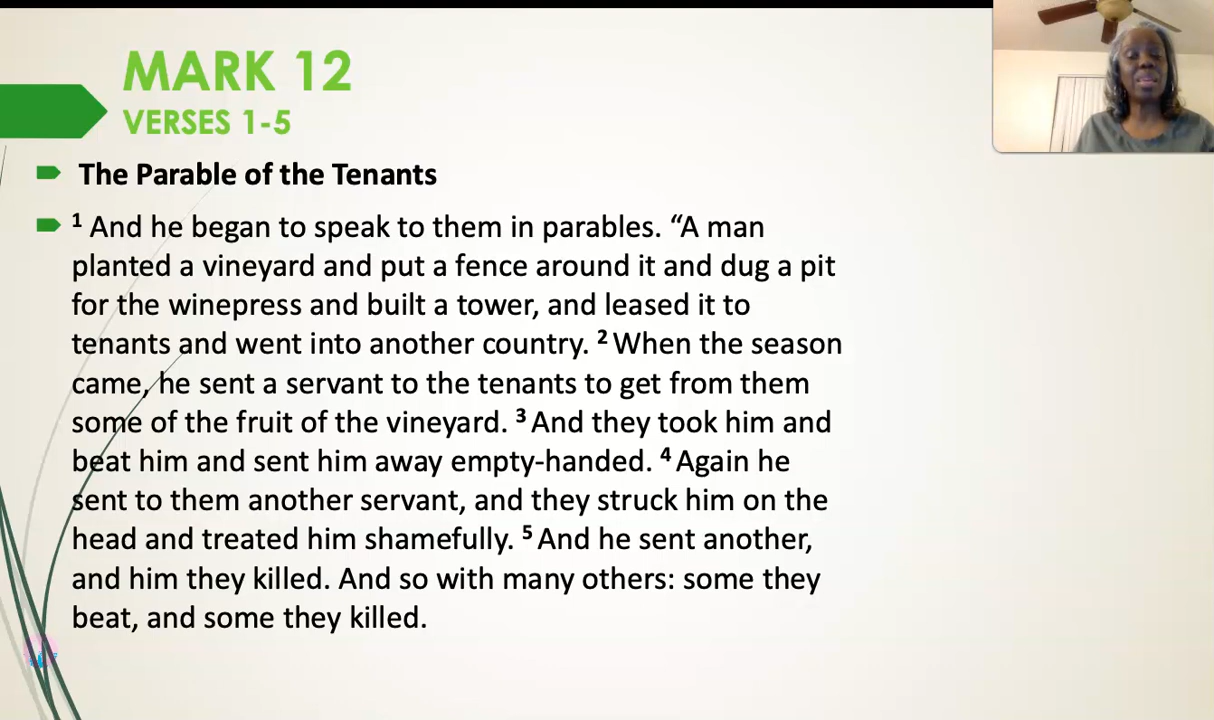 MARK 12
VERSES 1-5
The Parable of the Tenants
1 And he began to speak to them in parables. “A man
planted a vineyard and put a fence around it and dug a pit
for the winepress and built a tower, and leased it to
tenants and went into another country. 2 When the season
came, he sent a servant to the tenants to get from them
some of the fruit of the vineyard. 3 And they took him and
beat him and sent him away empty-handed. 4 Again he
sent to them another servant, and they struck him on the
head and treated him shamefully. 5 And he sent another,
and him they killed. And so with many others: some they
beat, and some they killed.